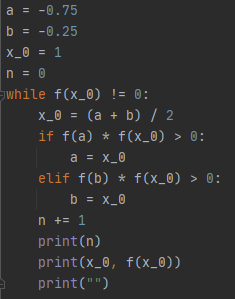 a = -0.75
b = -0.25
x_0 = 1
n = 0
while f(x_0) != 0:
    x_0 = (a + b) / 2
    if f(a) * f(x_0) > 0:
        a = x_0
    elif f(b) * f(x_0) > 0:
        b = x_0
    n += 1
    print(n)
    print(x_0, f(x_0))
    print("")